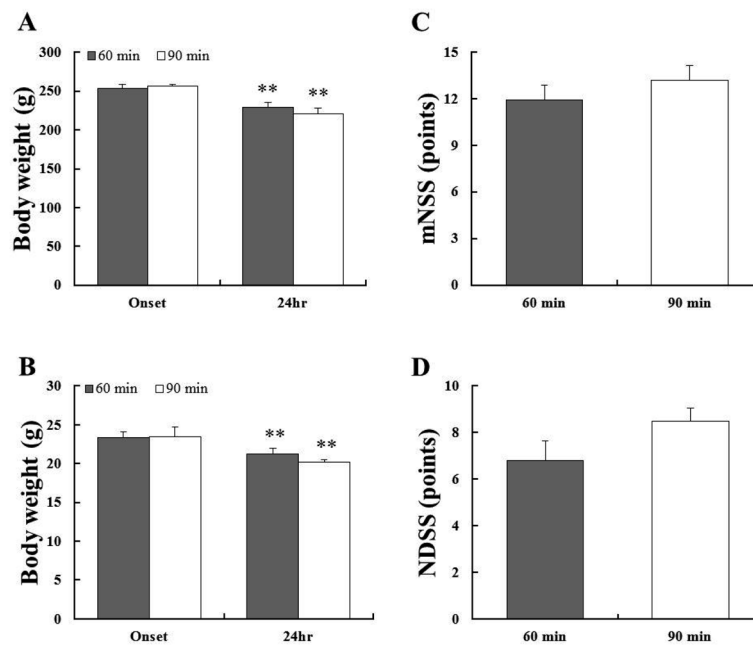 A
Body weight (g)
300
250
200
150
100
50
0
60 min 90 min
** **
Onset 24hr
C
mNSS (points)
15
12
9
6
3
0
60 min 90 min
B
Body weight (g)
30
25
20
15
10
5
0
60 min 90 min
** **
Onset 24hr
D
NDSS (points)
10
8
6
4
2
0
60 min 90 min